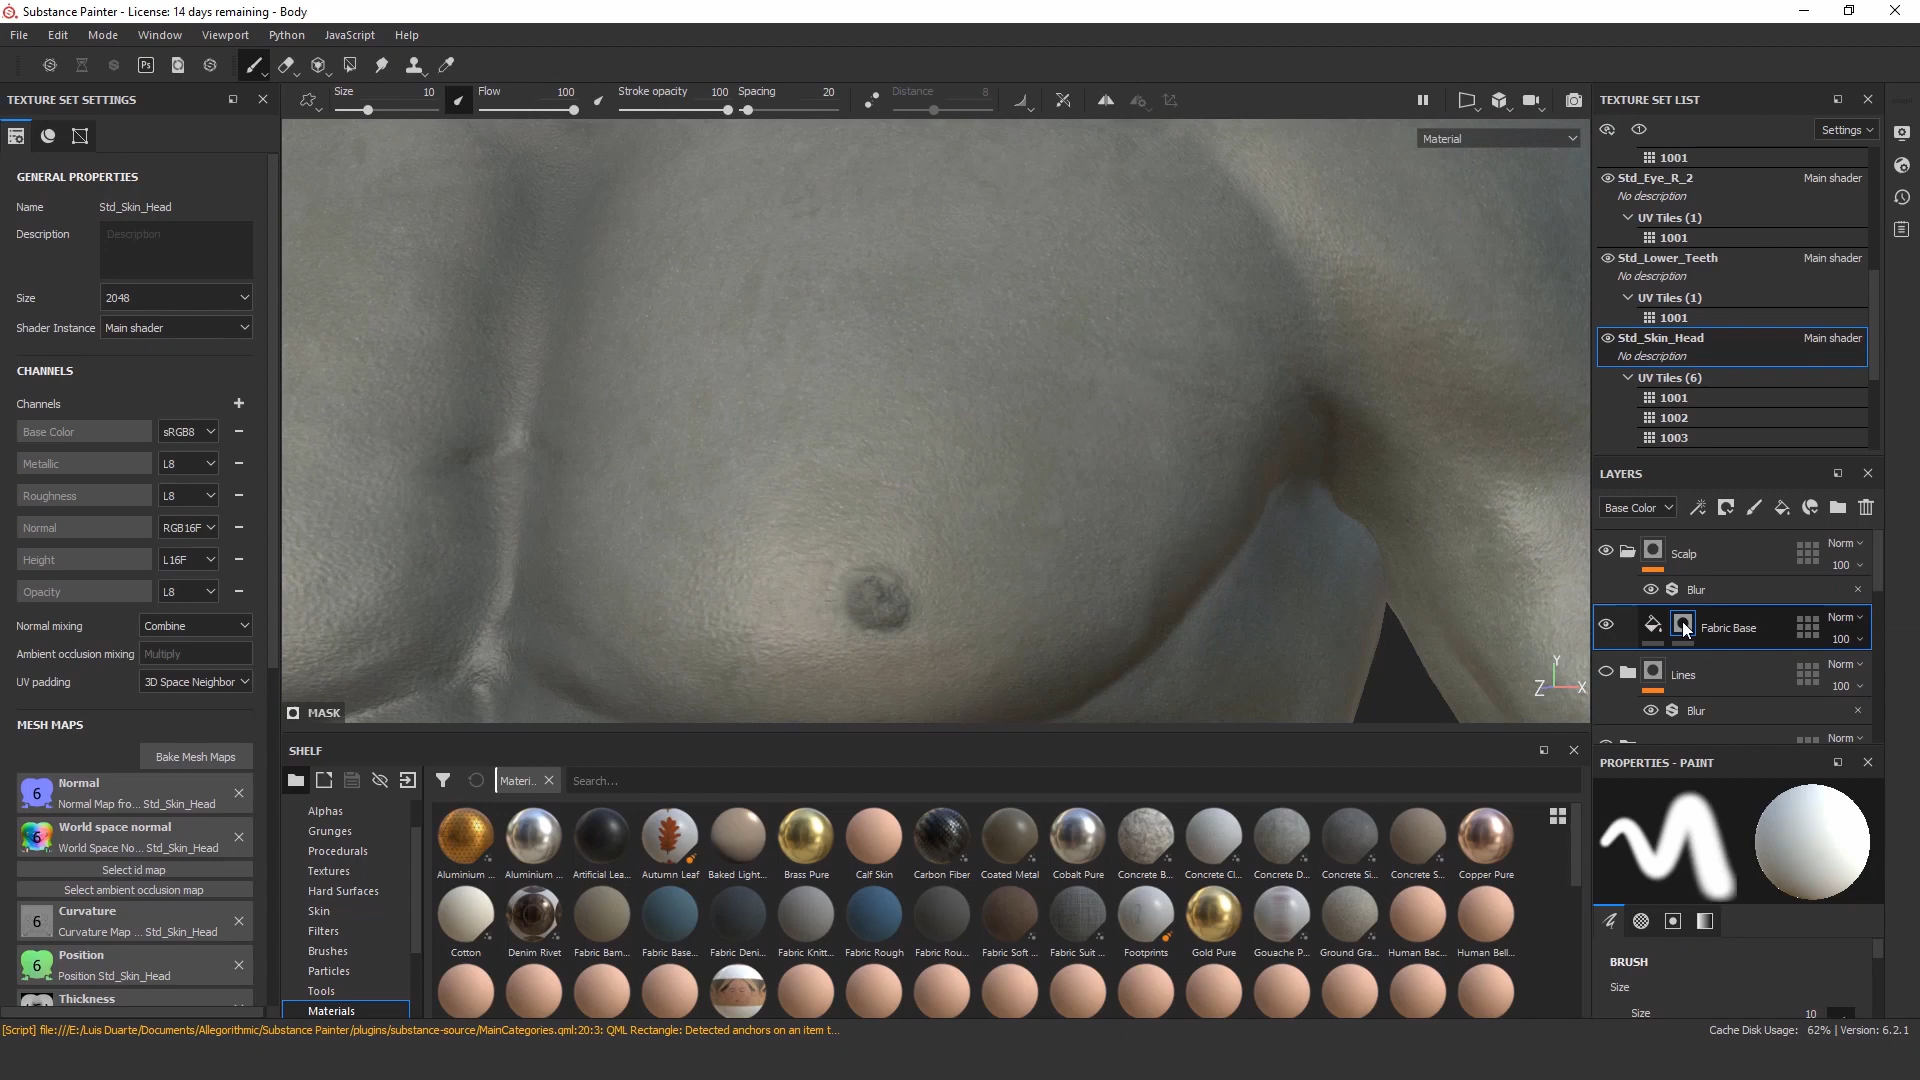 Substance Painter - License: 14 days remaining - Body
File Edit Mode Window Viewport Python JavaScript Help
TEXTURE SET SETTINGS
Size 10 Flow 100 Stroke opacity 100 Spacing 20 Distance 8
GENERAL PROPERTIES
Name Std_Skin_Head
Description Description
Size 2048
Shader Instance Main shader
CHANNELS
Channels
Base Color sRGB8
Metallic L8
Roughness L8
Normal RGB16F
Height L16F
Opacity L8
Normal mixing Combine
Ambient occlusion mixing Multiply
UV padding 3D Space Neighbor
MESH MAPS
Bake Mesh Maps
6 Normal
Normal Map fro... Std_Skin_Head
6 World space normal
World Space No... Std_Skin_Head
Select id map
Select ambient occlusion map
6 Curvature
Curvature Map ... Std_Skin_Head
6 Position
Position Std_Skin_Head
Thickness
Material
Y
Z X
MASK
SHELF
Materi..
Search...
Alphas
Grunges
Procedurals
Textures
Hard Surfaces
Skin
Filters
Brushes
Particles
Tools
Materials
Aluminium ... Aluminium ... Artificial Lea... Autumn Leaf Baked Light... Brass Pure Calf Skin Carbon Fiber Coated Metal Cobalt Pure Concrete B... Concrete Cl... Concrete D... Concrete Si... Concrete S... Copper Pure
Cotton Denim Rivet Fabric Bam... Fabric Base... Fabric Deni... Fabric Knitt... Fabric Rough Fabric Rou... Fabric Soft ... Fabric Suit ... Footprints Gold Pure Gouache P... Ground Gra... Human Bac... Human Bell...
TEXTURE SET LIST
Settings
1001
Std_Eye_R_2 Main shader
No description
UV Tiles (1)
1001
Std_Lower_Teeth Main shader
No description
UV Tiles (1)
1001
Std_Skin_Head Main shader
No description
UV Tiles (6)
1001
1002
1003
LAYERS
Base Color
Scalp Norm
100
Blur
Fabric Base Norm
100
Lines Norm
100
Blur
Norm
PROPERTIES - PAINT
BRUSH
Size
Size 10
[Script] file:///E:/Luis Duarte/Documents/Allegorithmic/Substance Painter/plugins/substance-source/MainCategories.qml:20:3: QML Rectangle: Detected anchors on an item t...
Cache Disk Usage: 62% | Version: 6.2.1